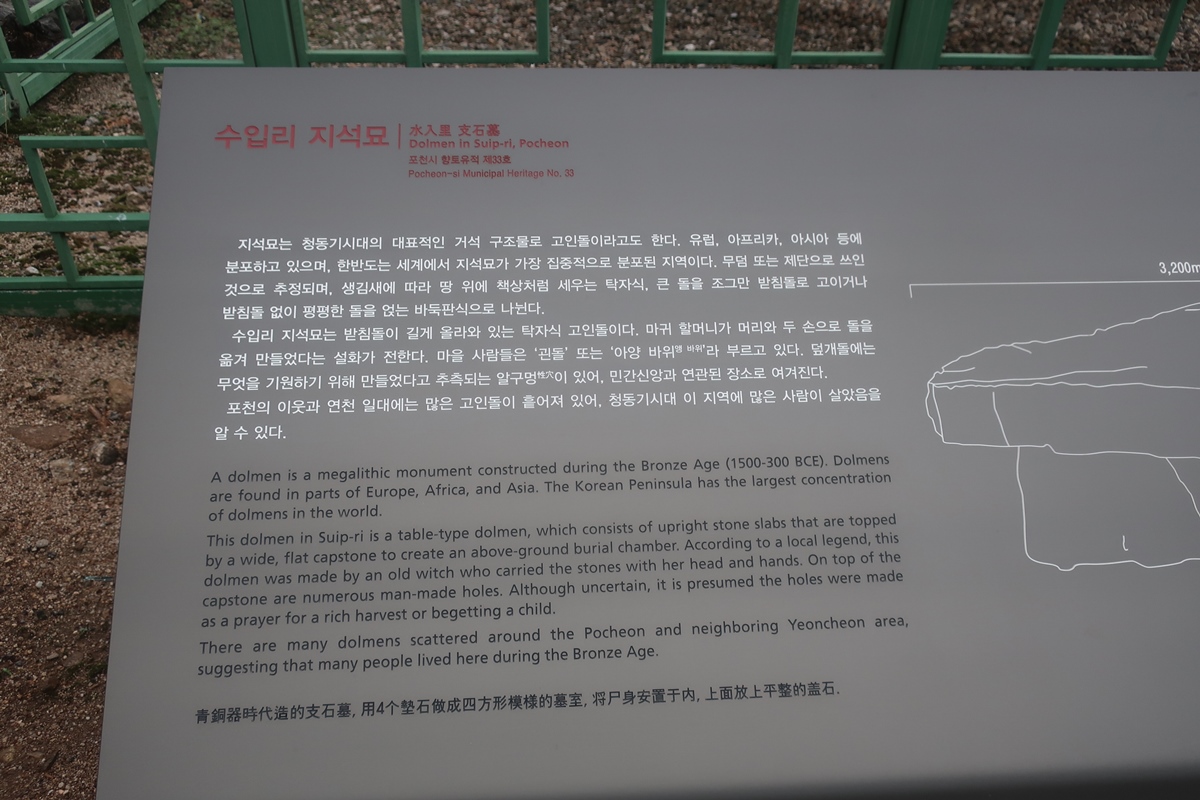 수입리 지석묘
水入里 支石墓
Dolmen in Suip-ri, Pocheon
포천시 향토유적 제33호
Pocheon-si Municipal Heritage No. 33
지석묘는 청동기시대의 대표적인 거석 구조물로 고인돌이라고도 한다. 유럽, 아프리카, 아시아 등에
분포하고 있으며, 한반도는 세계에서 지석묘가 가장 집중적으로 분포된 지역이다. 무덤 또는 제단으로 쓰인
것으로 추정되며, 생김새에 따라 땅 위에 책상처럼 세우는 탁자식, 큰 돌을 조그만 받침돌로 고이거나
받침돌 없이 평평한 돌을 얹는 바둑판식으로 나뉜다.
수입리 지석묘는 받침돌이 길게 올라와 있는 탁자식 고인돌이다. 마귀 할머니가 머리와 두 손으로 돌을
옮겨 만들었다는 설화가 전한다. 마을 사람들은 '괸돌' 또는 '아양 바위앵 바위'라 부르고 있다. 덮개돌에는
무엇을 기원하기 위해 만들었다고 추측되는 알구멍性穴이 있어, 민간신앙과 연관된 장소로 여겨진다.
포천의 이웃과 연천 일대에는 많은 고인돌이 흩어져 있어, 청동기시대 이 지역에 많은 사람이 살았음을
알 수 있다.
A dolmen is a megalithic monument constructed during the Bronze Age (1500-300 BCE). Dolmens
are found in parts of Europe, Africa, and Asia. The Korean Peninsula has the largest concentration
of dolmens in the world.
This dolmen in Suip-ri is a table-type dolmen, which consists of upright stone slabs that are topped
by a wide, flat capstone to create an above-ground burial chamber. According to a local legend, this
dolmen was made by an old witch who carried the stones with her head and hands. On top of the
capstone are numerous man-made holes. Although uncertain, it is presumed the holes were made
as a prayer for a rich harvest or begetting a child.
There are many dolmens scattered around the Pocheon and neighboring Yeoncheon area,
suggesting that many people lived here during the Bronze Age.
青銅器時代造的支石墓, 用4个墊石做成四方形模樣的墓室, 将尸身安置于内, 上面放上平整的盖石.
3,200m